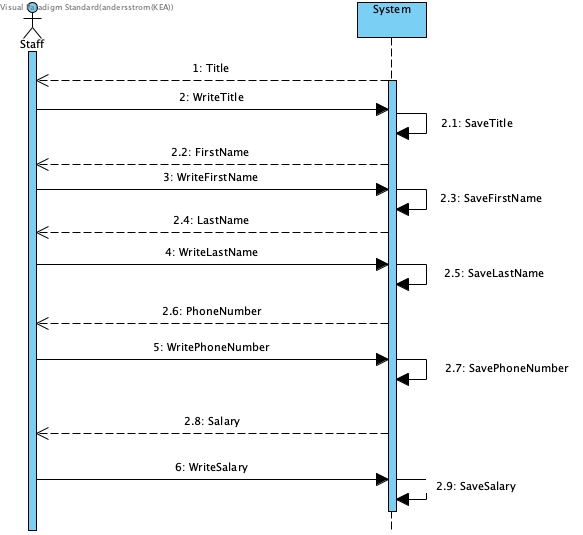 Visual Paradigm Standard(andersstrom(KEA))
System
Staff
1: Title
2: WriteTitle
2.1: SaveTitle
2.2: FirstName
3: WriteFirstName
2.3: SaveFirstName
2.4: LastName
4: WriteLastName
2.5: SaveLastName
2.6: PhoneNumber
5: WritePhoneNumber
2.7: SavePhoneNumber
2.8: Salary
6: WriteSalary
2.9: SaveSalary